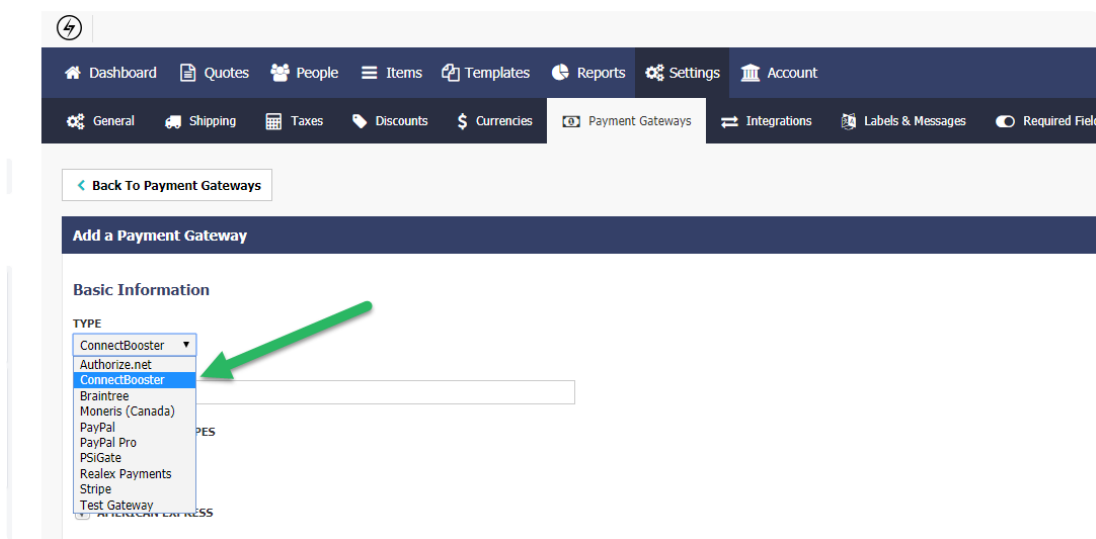 Dashboard Quotes People Items Templates Reports Settings Account
General Shipping Taxes Discounts $ Currencies Payment Gateways Integrations Labels & Messages Required
Back To Payment Gateways
Add a Payment Gateway
Basic Information
TYPE
ConnectBooster
Authorize.net
ConnectBooster
Braintree
Moneris (Canada)
PayPal
PES
PayPal Pro
PSiGate
Realex Payments
Stripe
Test Gateway
AMERICAN EXPRESS